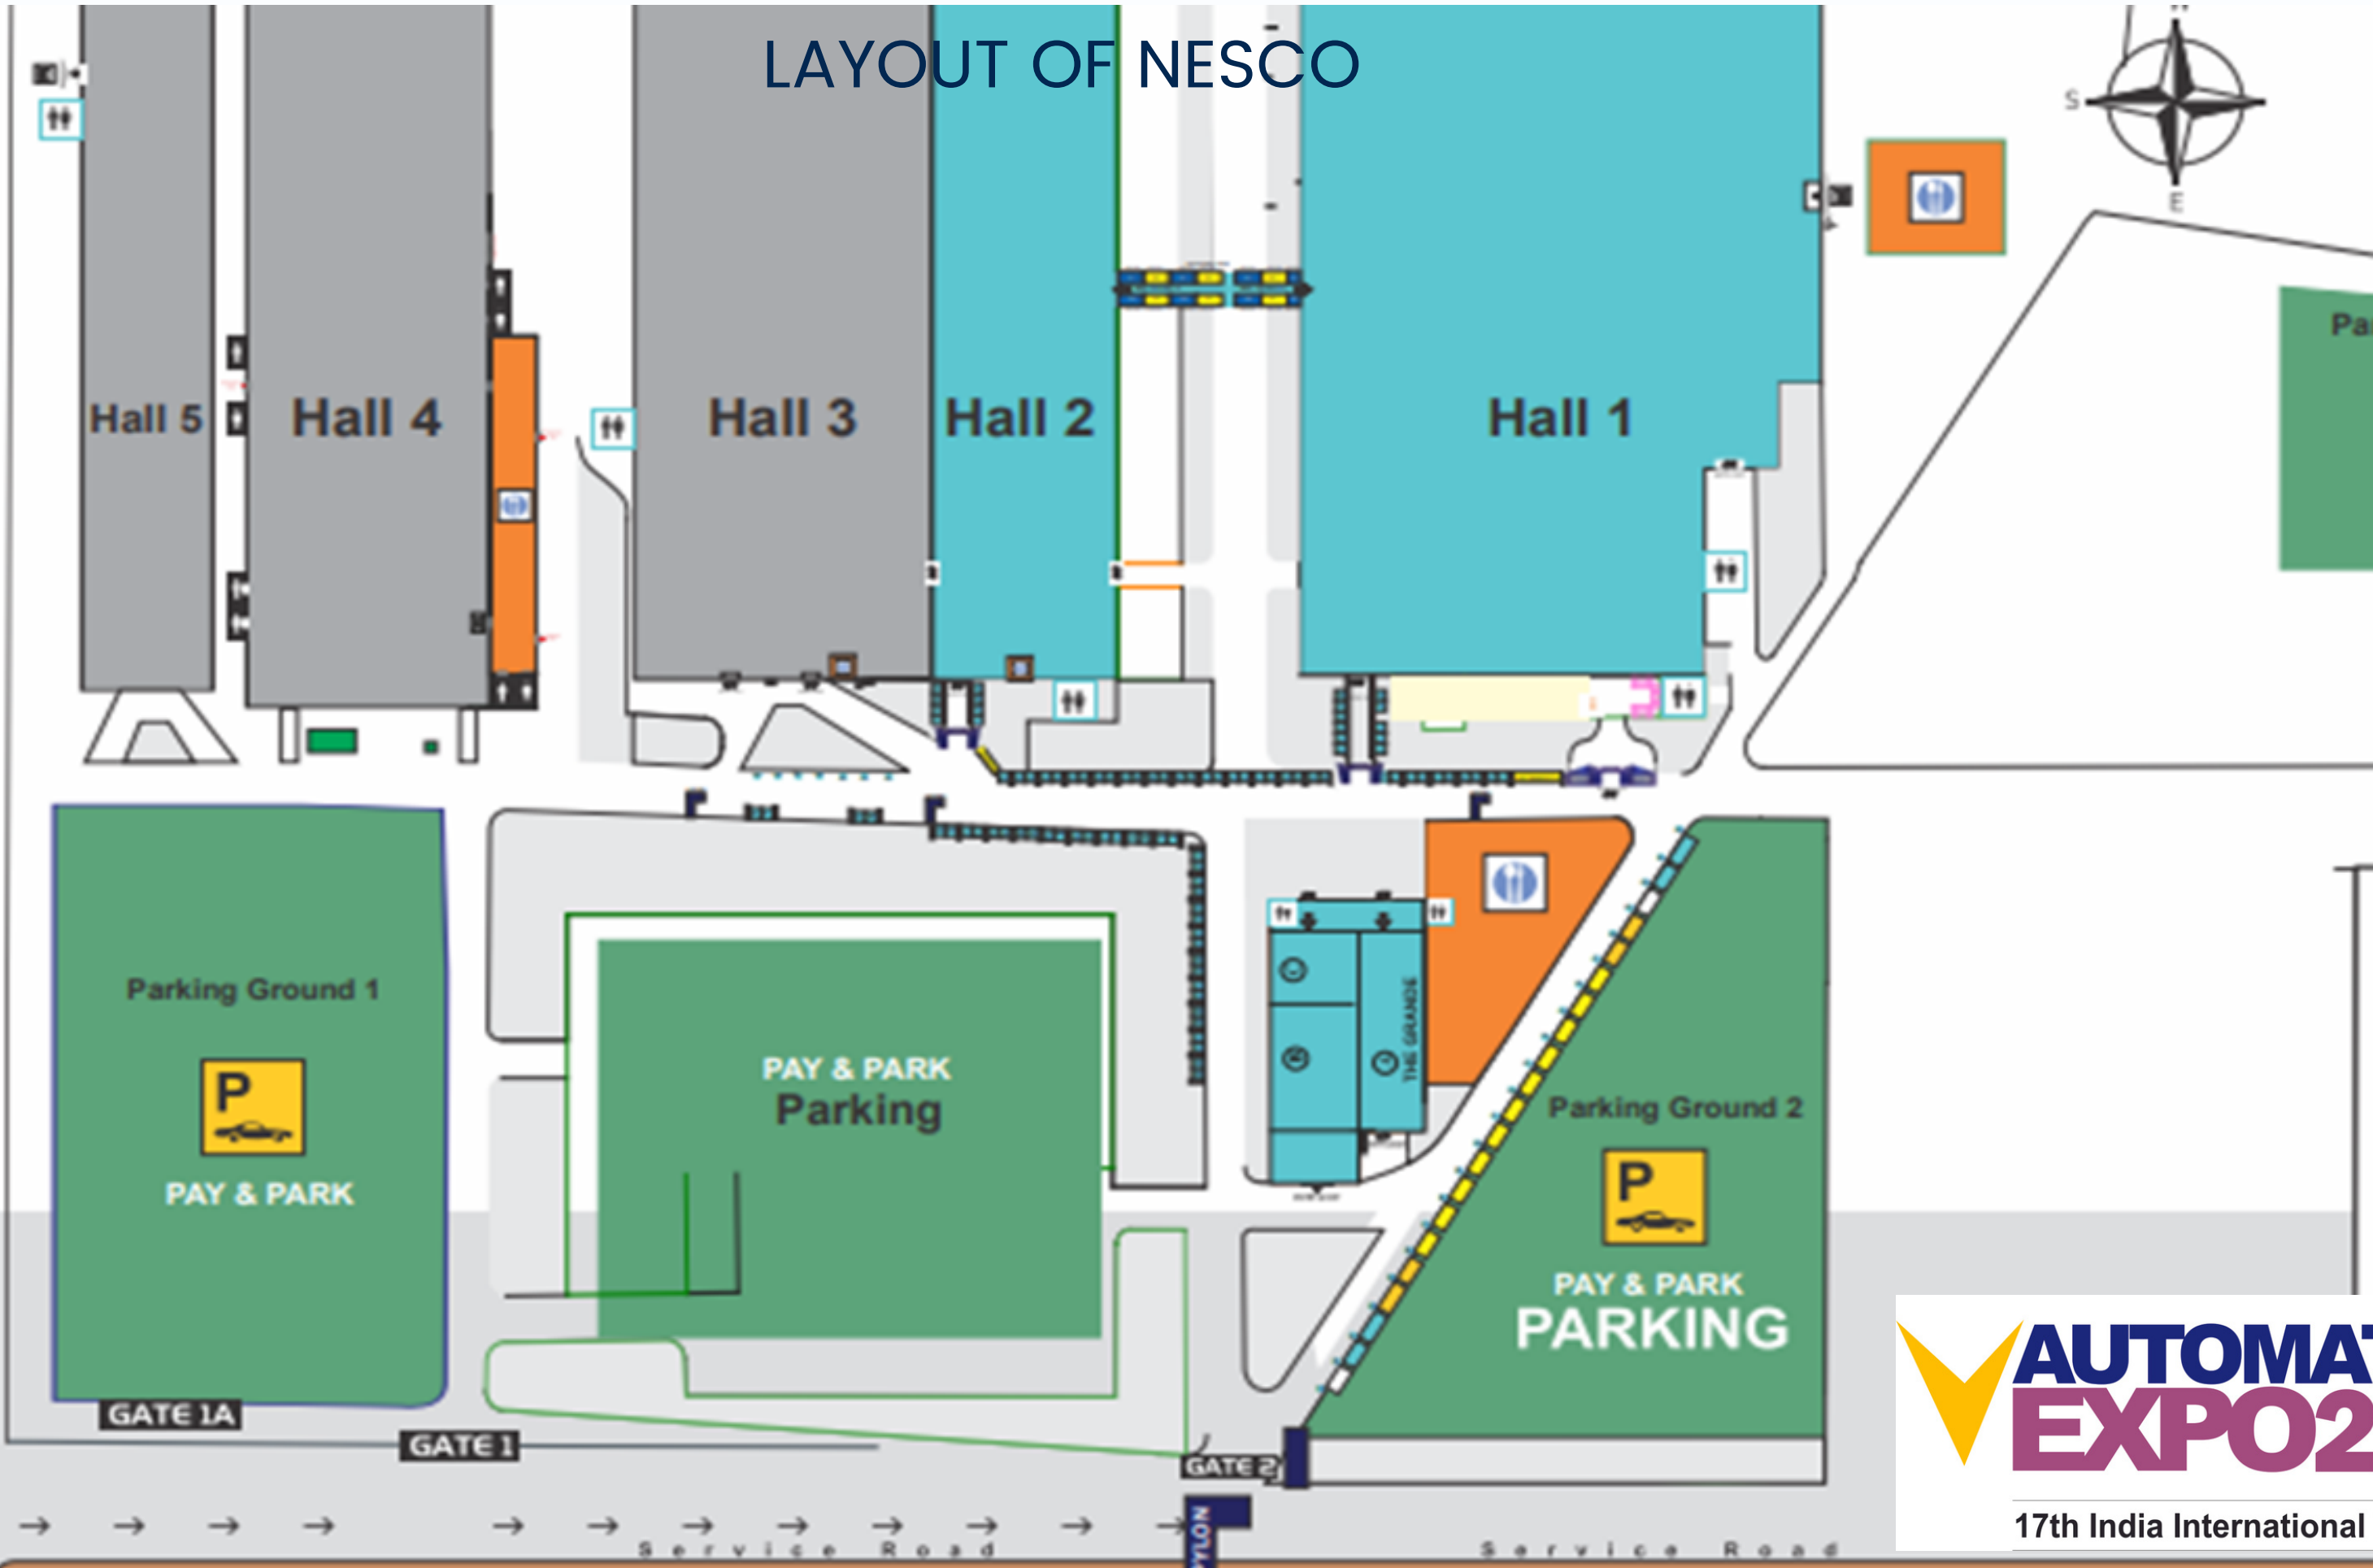 LAYOUT OF NESCO
S
E
Pa
Hall 5
Hall 4
Hall 3
Hall 2
Hall 1
Parking Ground 1
P
PAY & PARK
PAY & PARK
Parking
THE GRANDE
Parking Ground 2
P
PAY & PARK
PARKING
GATE 1A
GATE 1
GATE 2
PYLON
Service Road
Service Road
AUTOMAT
EXPO2
17th India International